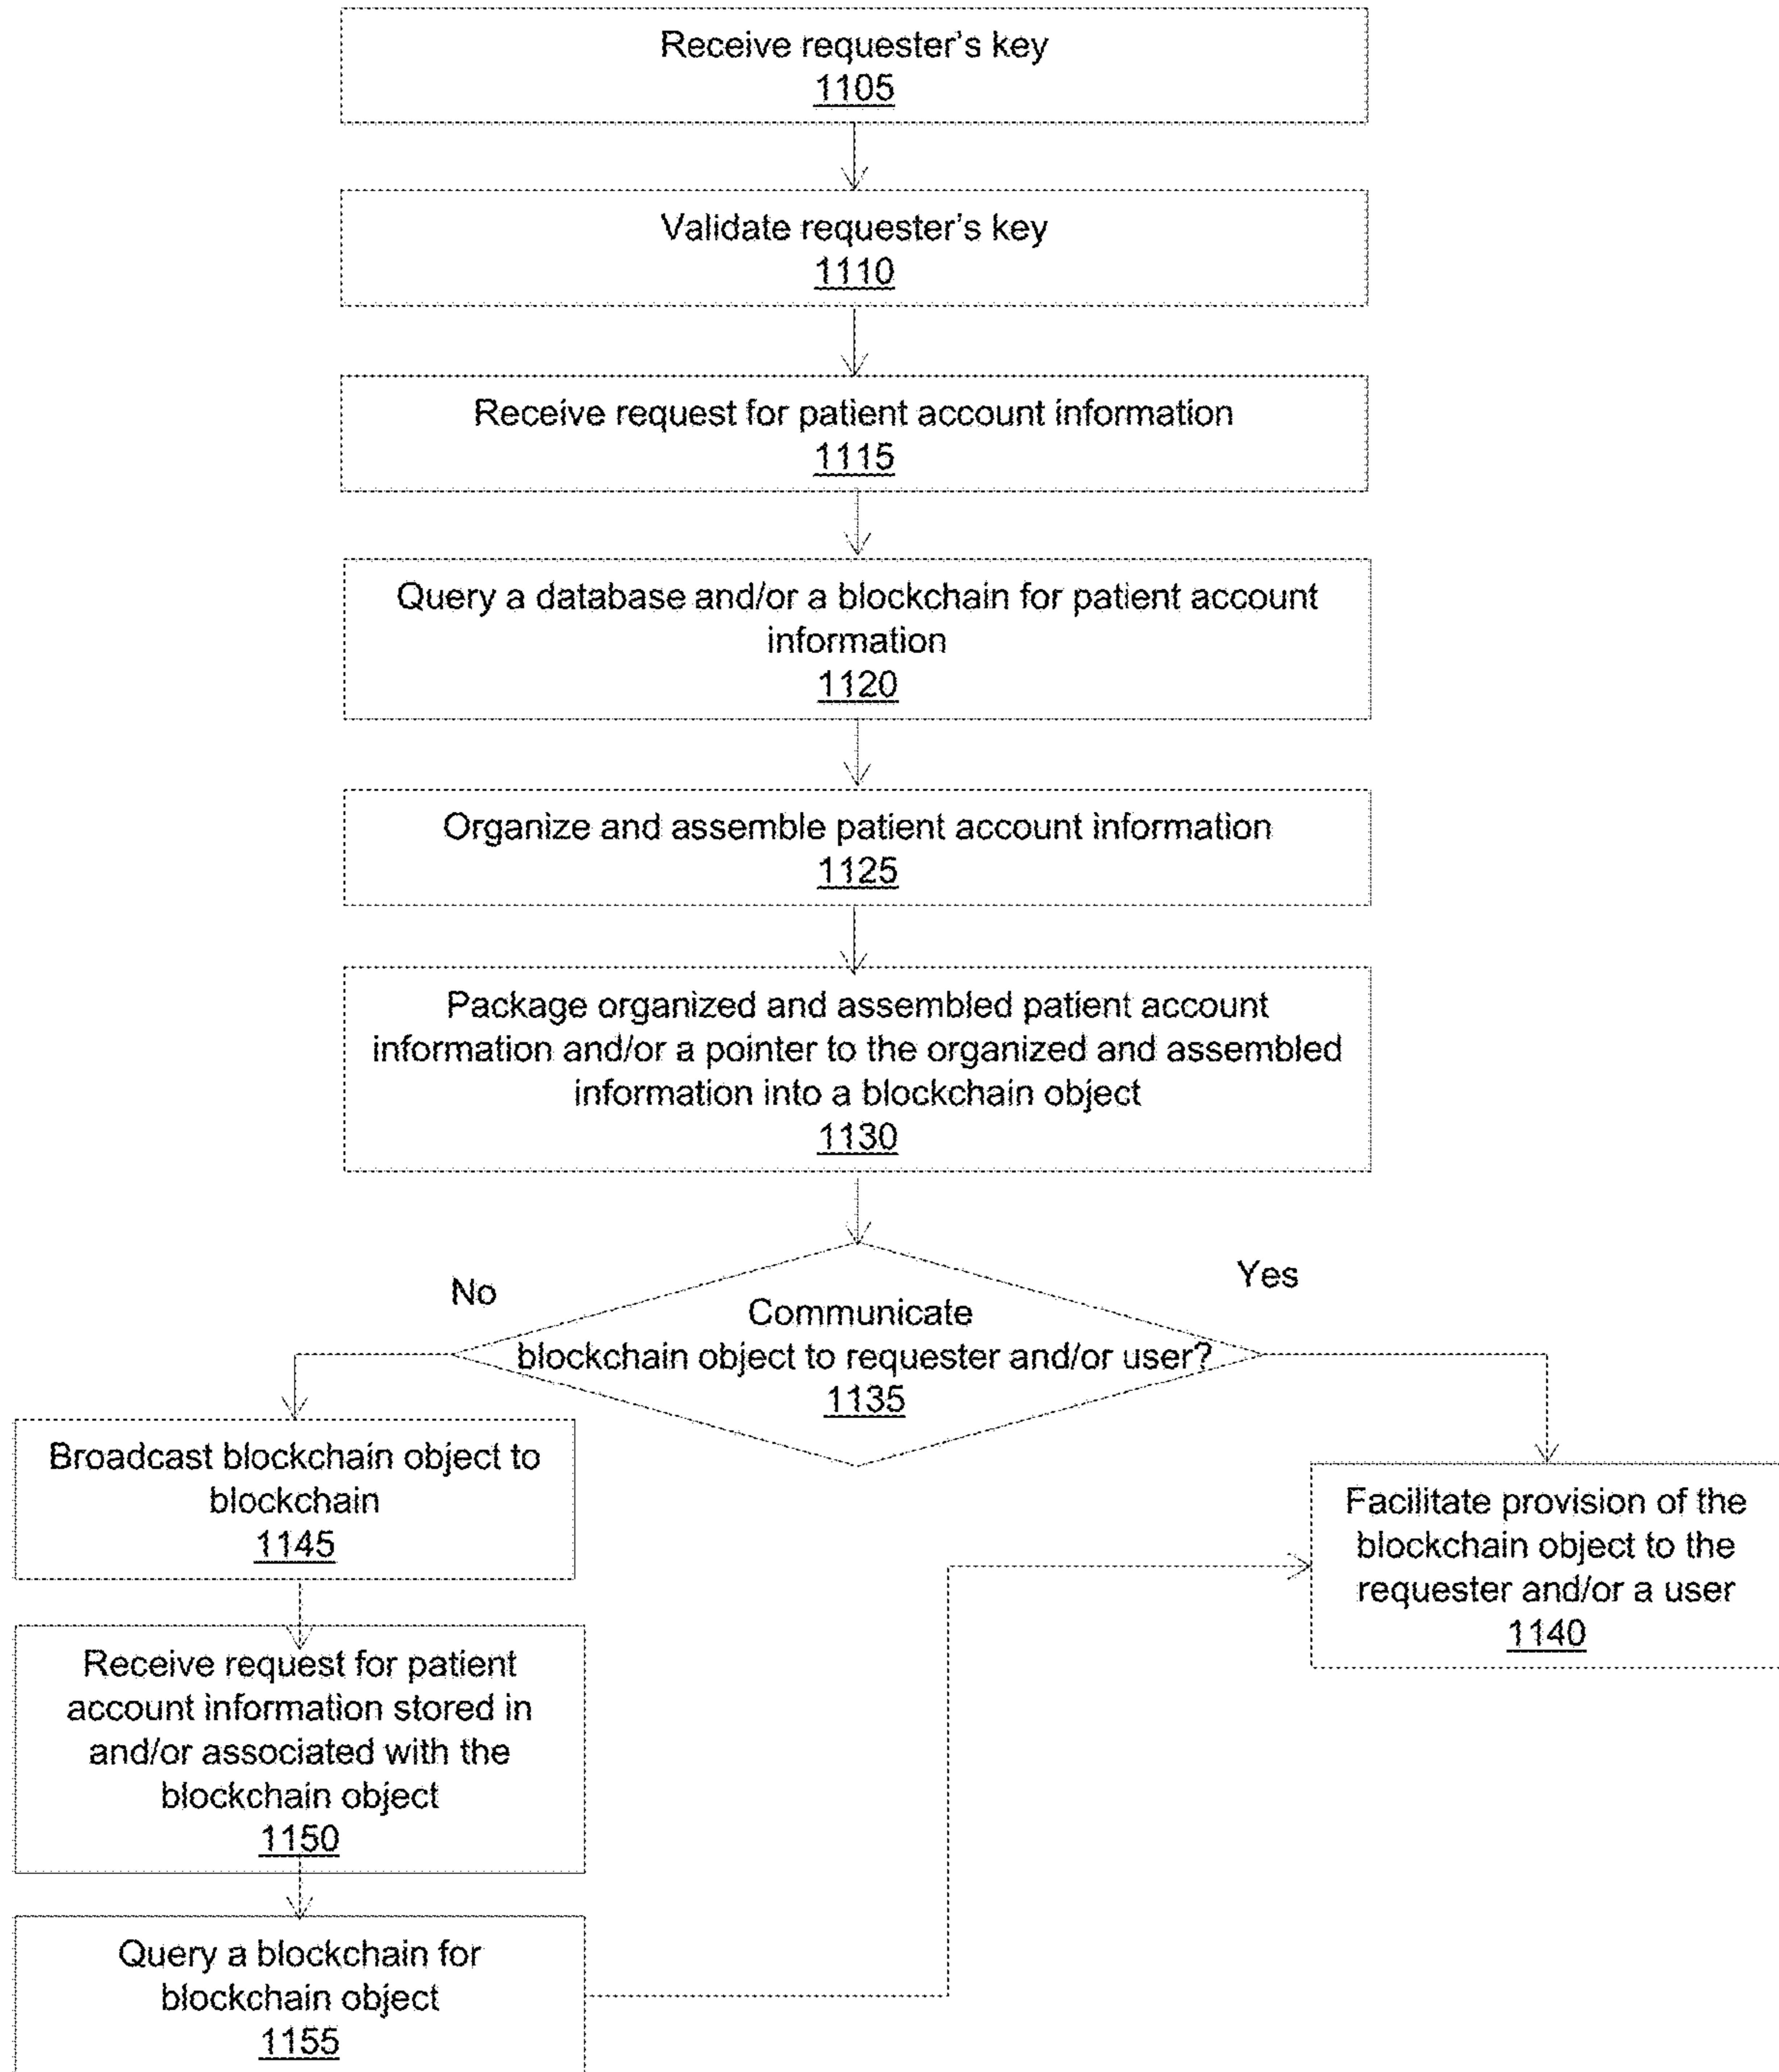 Receive requester's key
1105
Validate requester's key
1110
Receive request for patient account information
1115
Query a database and/or a blockchain for patient account
information
1120
Organize and assemble patient account information
1125
Package organized and assembled patient account
information and/or a pointer to the organized and assembled
information into a blockchain object
1130
No
Yes
Communicate
blockchain object to requester and/or user?
1135
Broadcast blockchain object to
blockchain
1145
Facilitate provision of the
blockchain object to the
requester and/or a user
1140
Receive request for patient
account information stored in
and/or associated with the
blockchain object
1150
Query a blockchain for
blockchain object
1155